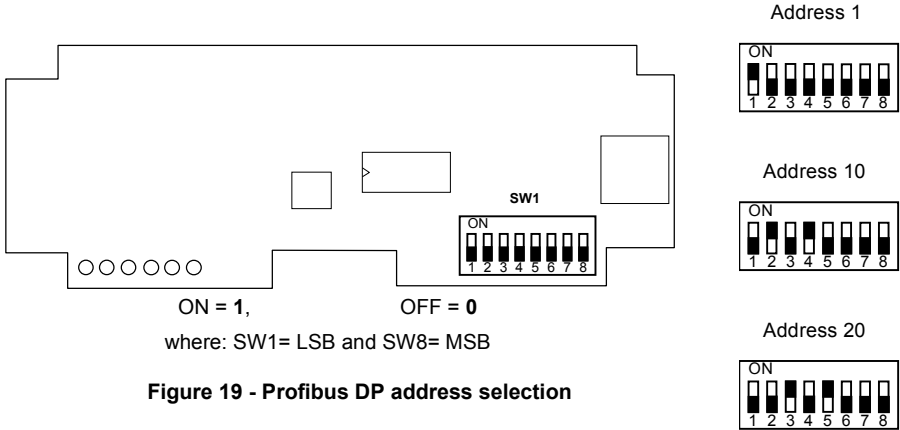 Address 1
ON
1 2 3 4 5 6 7 8
Address 10
ON
1 2 3 4 5 6 7 8
SW1
ON
1 2 3 4 5 6 7 8
ON = 1,
OFF = 0
where: SW1= LSB and SW8= MSB
Address 20
ON
1 2 3 4 5 6 7 8
Figure 19 - Profibus DP address selection